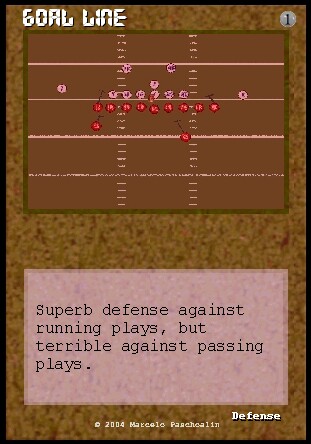 GOAL LINE
1
Superb defense against
running plays, but
terrible against passing
plays.
Defense
© 2004 Marcelo Paschoalin